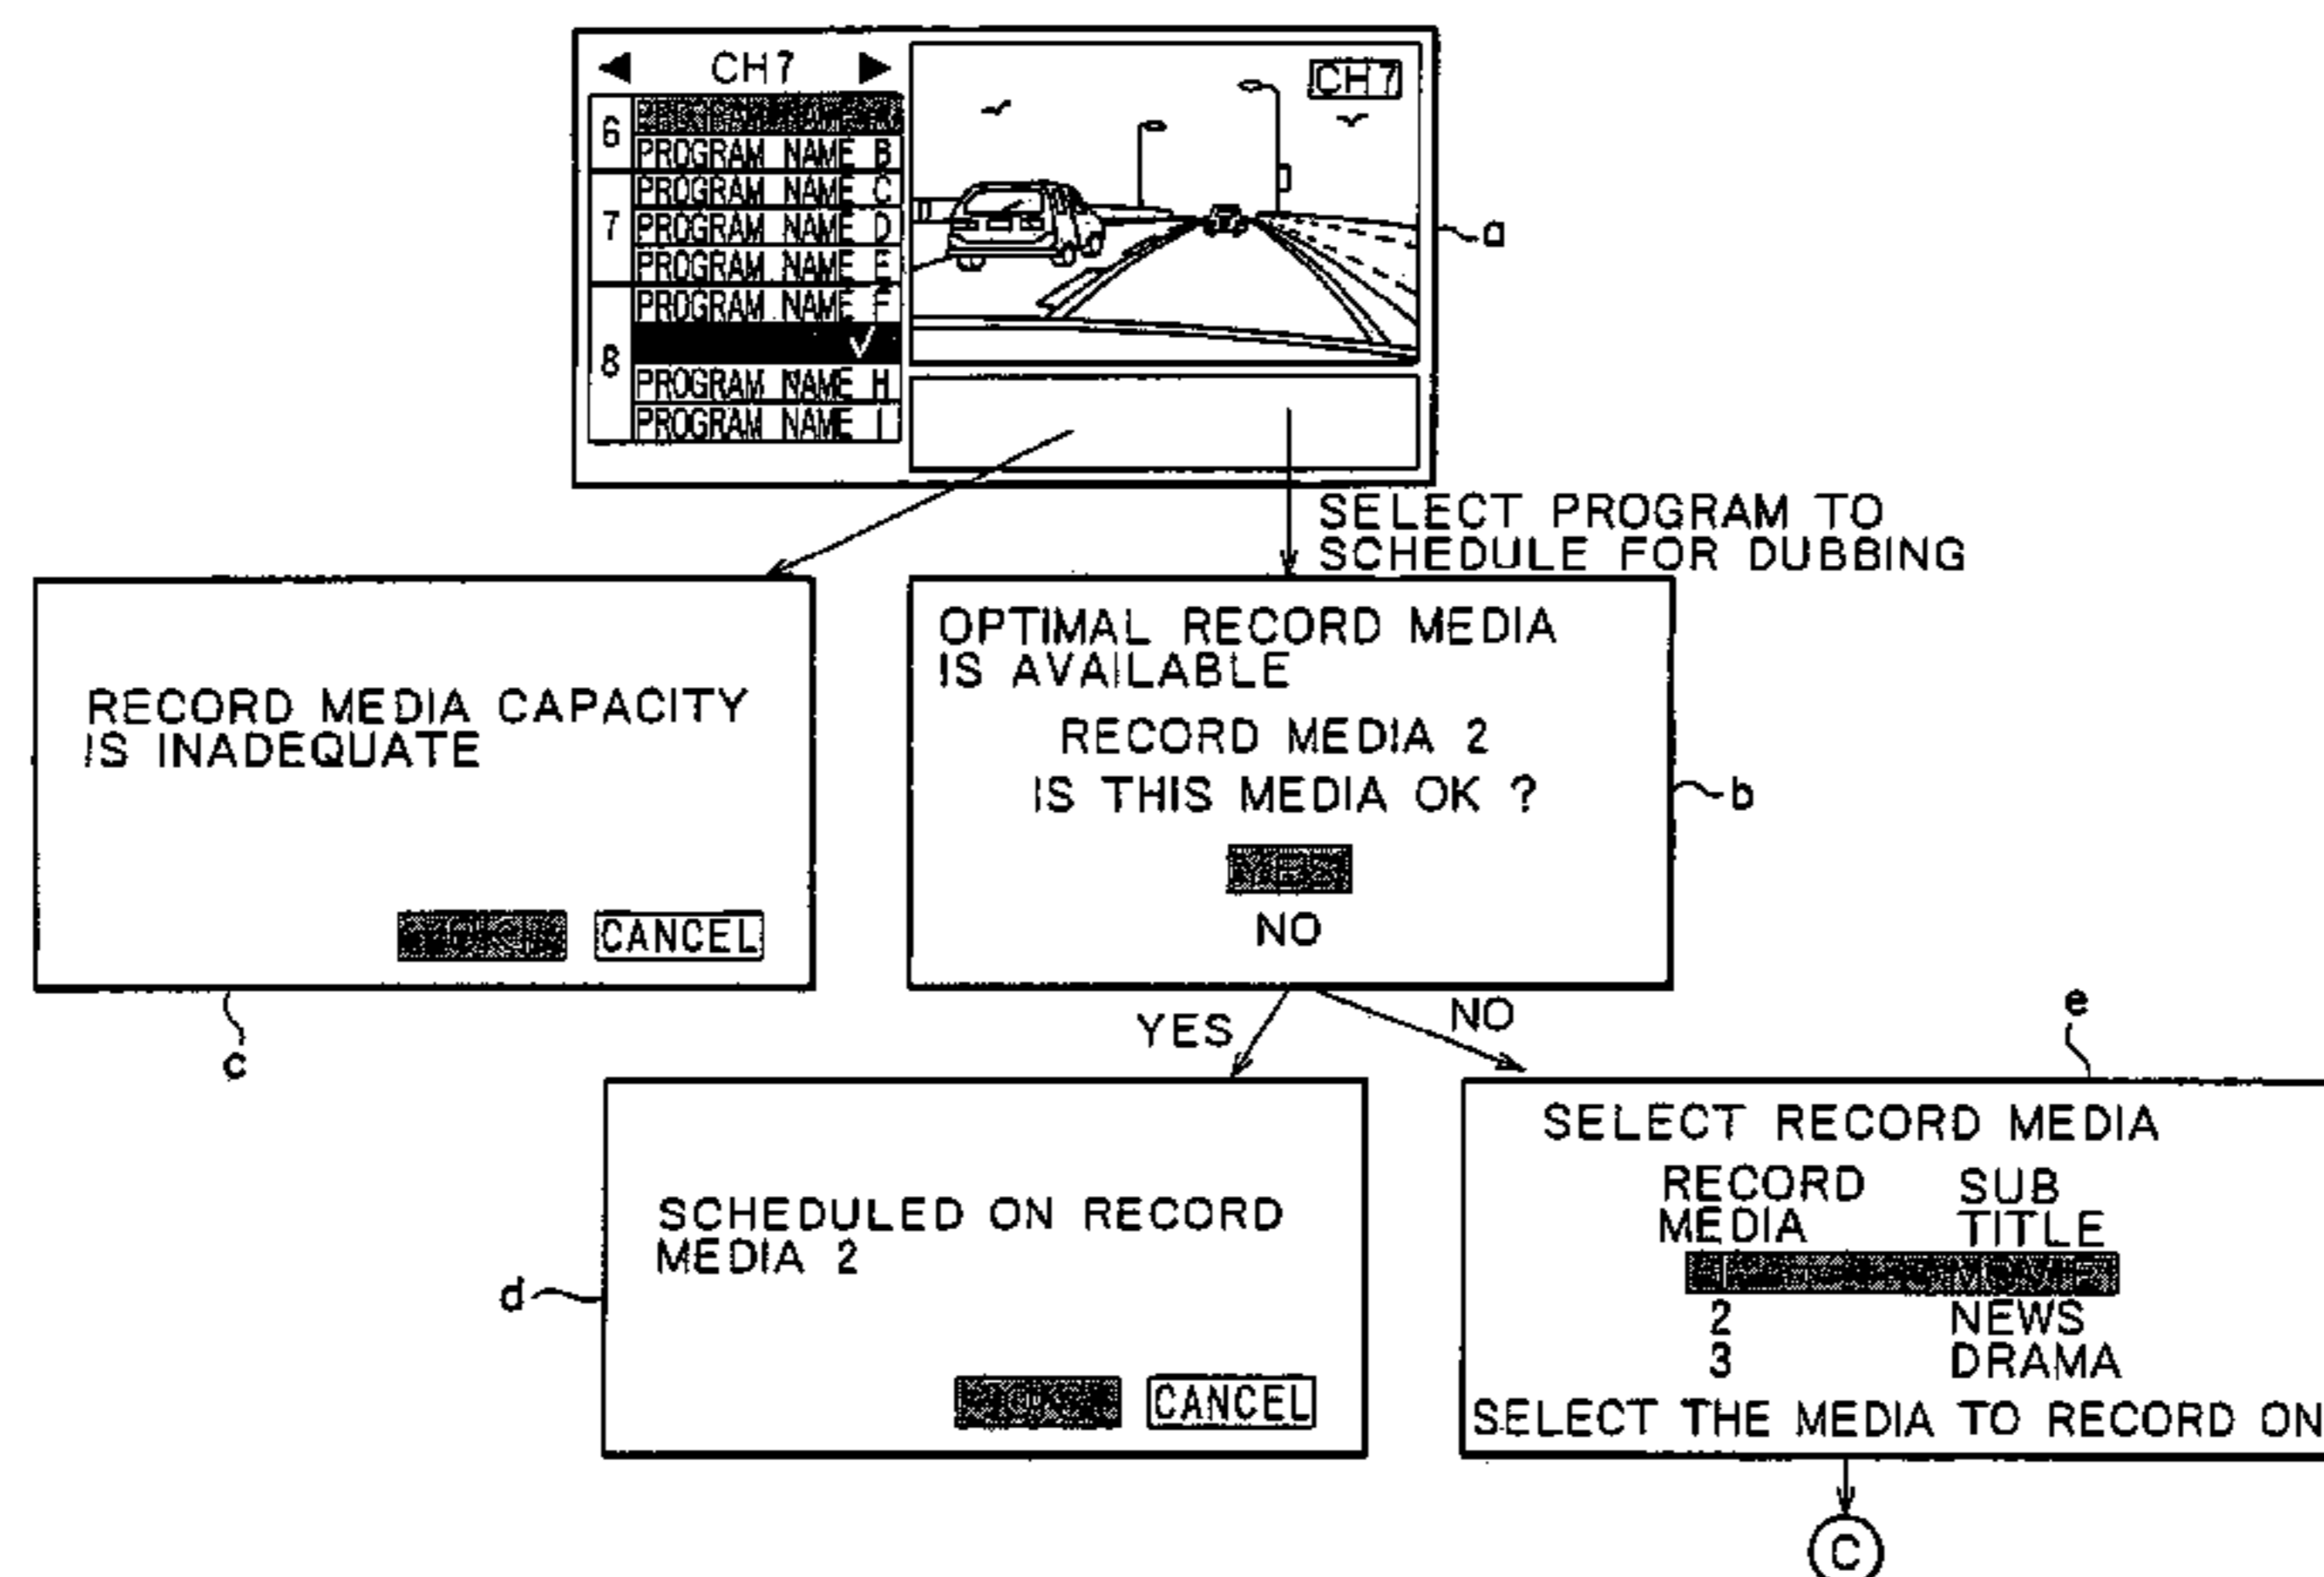 CH7
CH7
6
PROGRAM NAME B
7
PROGRAM NAME C
PROGRAM NAME D
PROGRAM NAME E
8
PROGRAM NAME F
✓
PROGRAM NAME H
PROGRAM NAME I
a
SELECT PROGRAM TO
SCHEDULE FOR DUBBING
RECORD MEDIA CAPACITY
IS INADEQUATE
CANCEL
c
OPTIMAL RECORD MEDIA
IS AVAILABLE
RECORD MEDIA 2
IS THIS MEDIA OK ?
YES
NO
b
YES
NO
SCHEDULED ON RECORD
MEDIA 2
CANCEL
d
e
SELECT RECORD MEDIA
RECORD MEDIA
SUB TITLE
1 MOVIE
2 NEWS
3 DRAMA
SELECT THE MEDIA TO RECORD ON
C